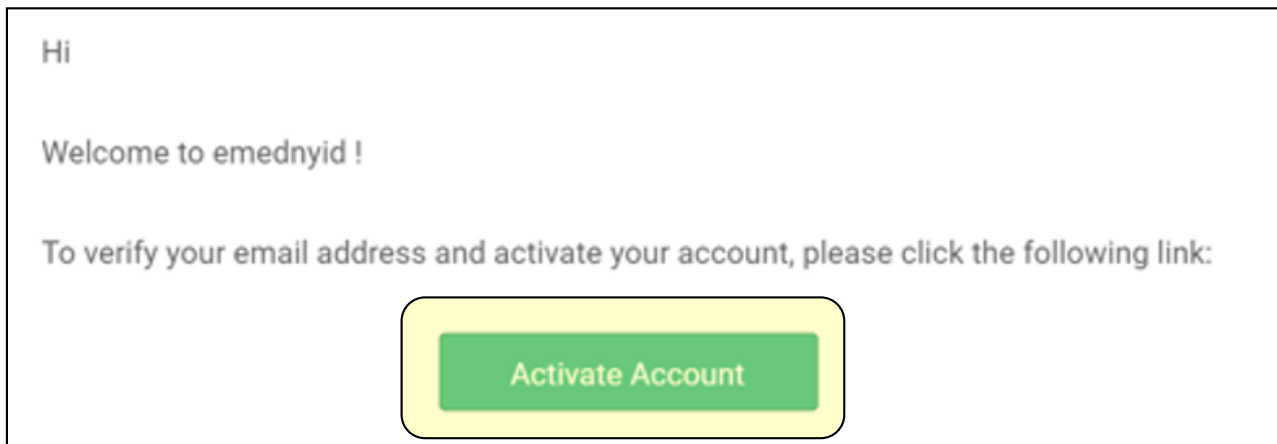 Hi
Welcome to emednyid !
To verify your email address and activate your account, please click the following link:
Activate Account